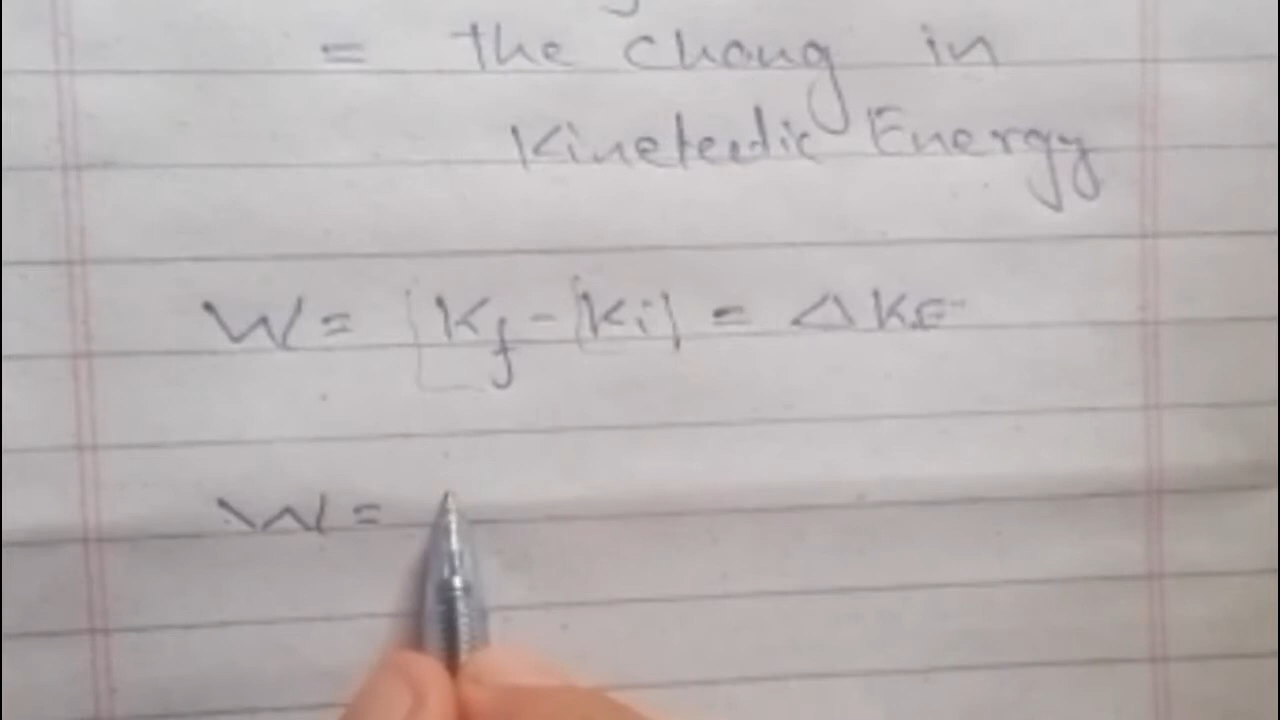 = the Chang in
Kineteedic Energy
W = |Kf - |Ki| = ΔKE
W =